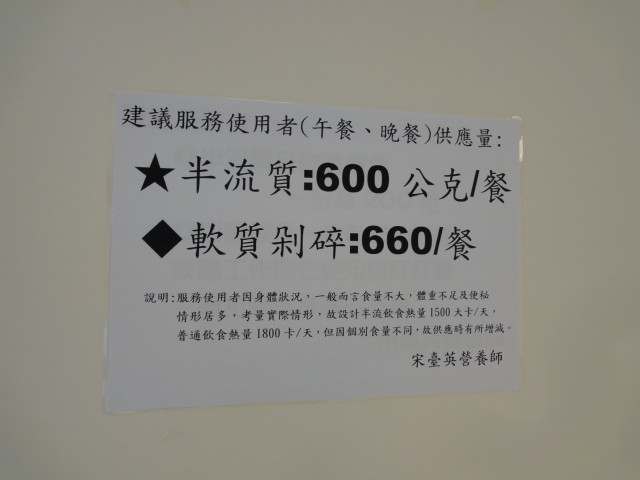 建議服務使用者(午餐、晚餐)供應量:
★半流質:600 公克/餐
◆軟質剁碎:660/餐
說明:服務使用者因身體狀況，一般而言食量不大，體重不足及便秘
情形居多，考量實際情形，故設計半流飲食熱量1500大卡/天，
普通飲食熱量1800卡/天，但因個別食量不同，故供應時有所增減。
宋臺英營養師